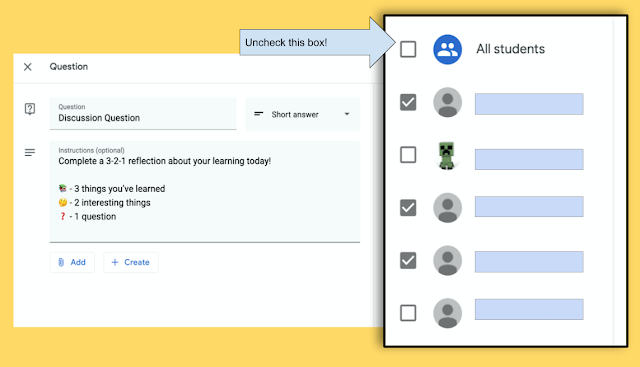 Uncheck this box!
All students
Question
Question
Discussion Question
Short answer
Instructions (optional)
Complete a 3-2-1 reflection about your learning today!
📚 - 3 things you've learned
🤔 - 2 interesting things
❓ - 1 question
Add
+ Create